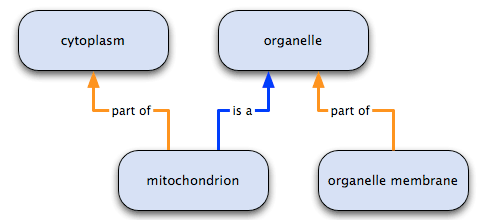 cytoplasm
organelle
part of
is a
part of
mitochondrion
organelle membrane